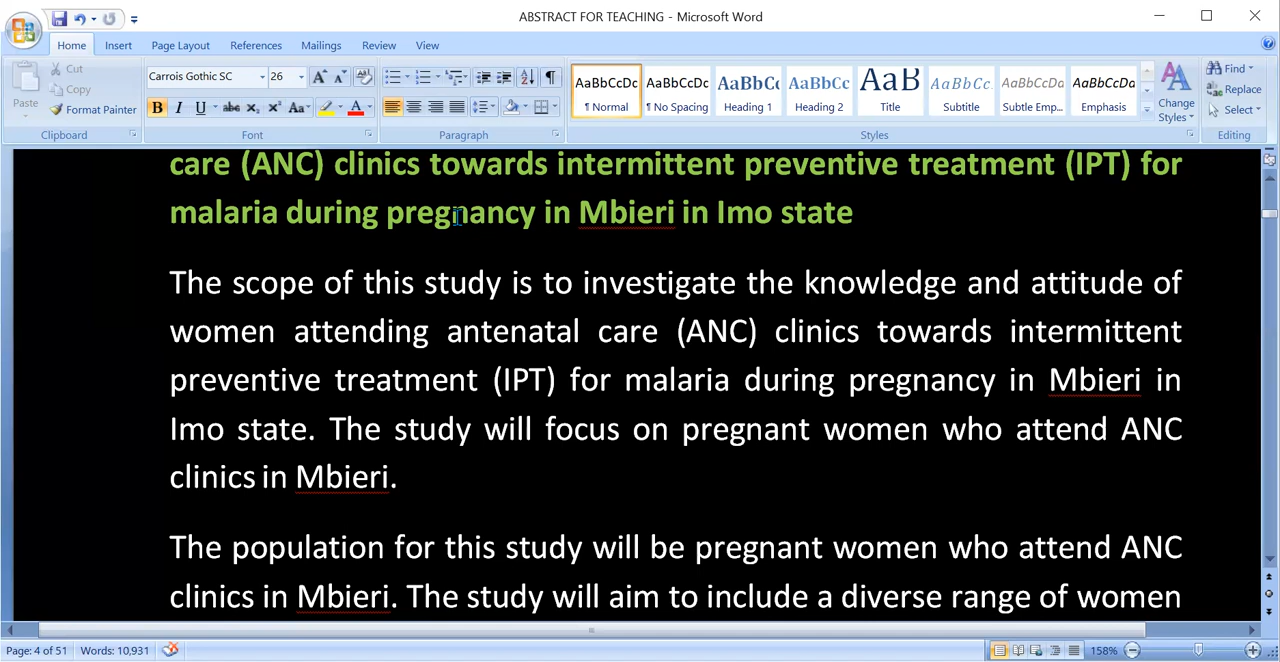 ABSTRACT FOR TEACHING - Microsoft Word
Home Insert Page Layout References Mailings Review View
Paste
Cut
Copy
Format Painter
Clipboard
Carrois Gothic SC 26
B I U abc x₂ x² Aa
Font
Paragraph
AaBbCcDc AaBbCcDc AaBbCc AaBbCc AaB AaBbCc. AaBbCcDc AaBbCcDc
¶ Normal ¶ No Spacing Heading 1 Heading 2 Title Subtitle Subtle Emp... Emphasis
Change
Styles
Styles
Find
Replace
Select
Editing
care (ANC) clinics towards intermittent preventive treatment (IPT) for
malaria during pregnancy in Mbieri in Imo state
The scope of this study is to investigate the knowledge and attitude of
women attending antenatal care (ANC) clinics towards intermittent
preventive treatment (IPT) for malaria during pregnancy in Mbieri in
Imo state. The study will focus on pregnant women who attend ANC
clinics in Mbieri.
The population for this study will be pregnant women who attend ANC
clinics in Mbieri. The study will aim to include a diverse range of women
Page: 4 of 51 Words: 10,931 158%